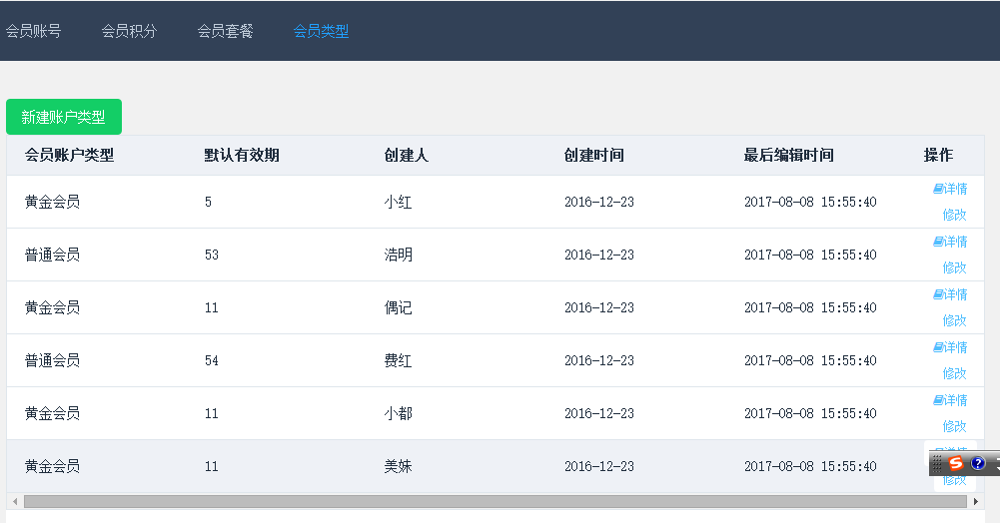 会员账号 会员积分 会员套餐 会员类型
新建账户类型
会员账户类型 默认有效期 创建人 创建时间 最后编辑时间 操作
黄金会员 5 小红 2016-12-23 2017-08-08 15:55:40 详情
修改
普通会员 53 浩明 2016-12-23 2017-08-08 15:55:40 详情
修改
黄金会员 11 偶记 2016-12-23 2017-08-08 15:55:40 详情
修改
普通会员 54 费红 2016-12-23 2017-08-08 15:55:40 详情
修改
黄金会员 11 小都 2016-12-23 2017-08-08 15:55:40 详情
修改
黄金会员 11 美姝 2016-12-23 2017-08-08 15:55:40
修改